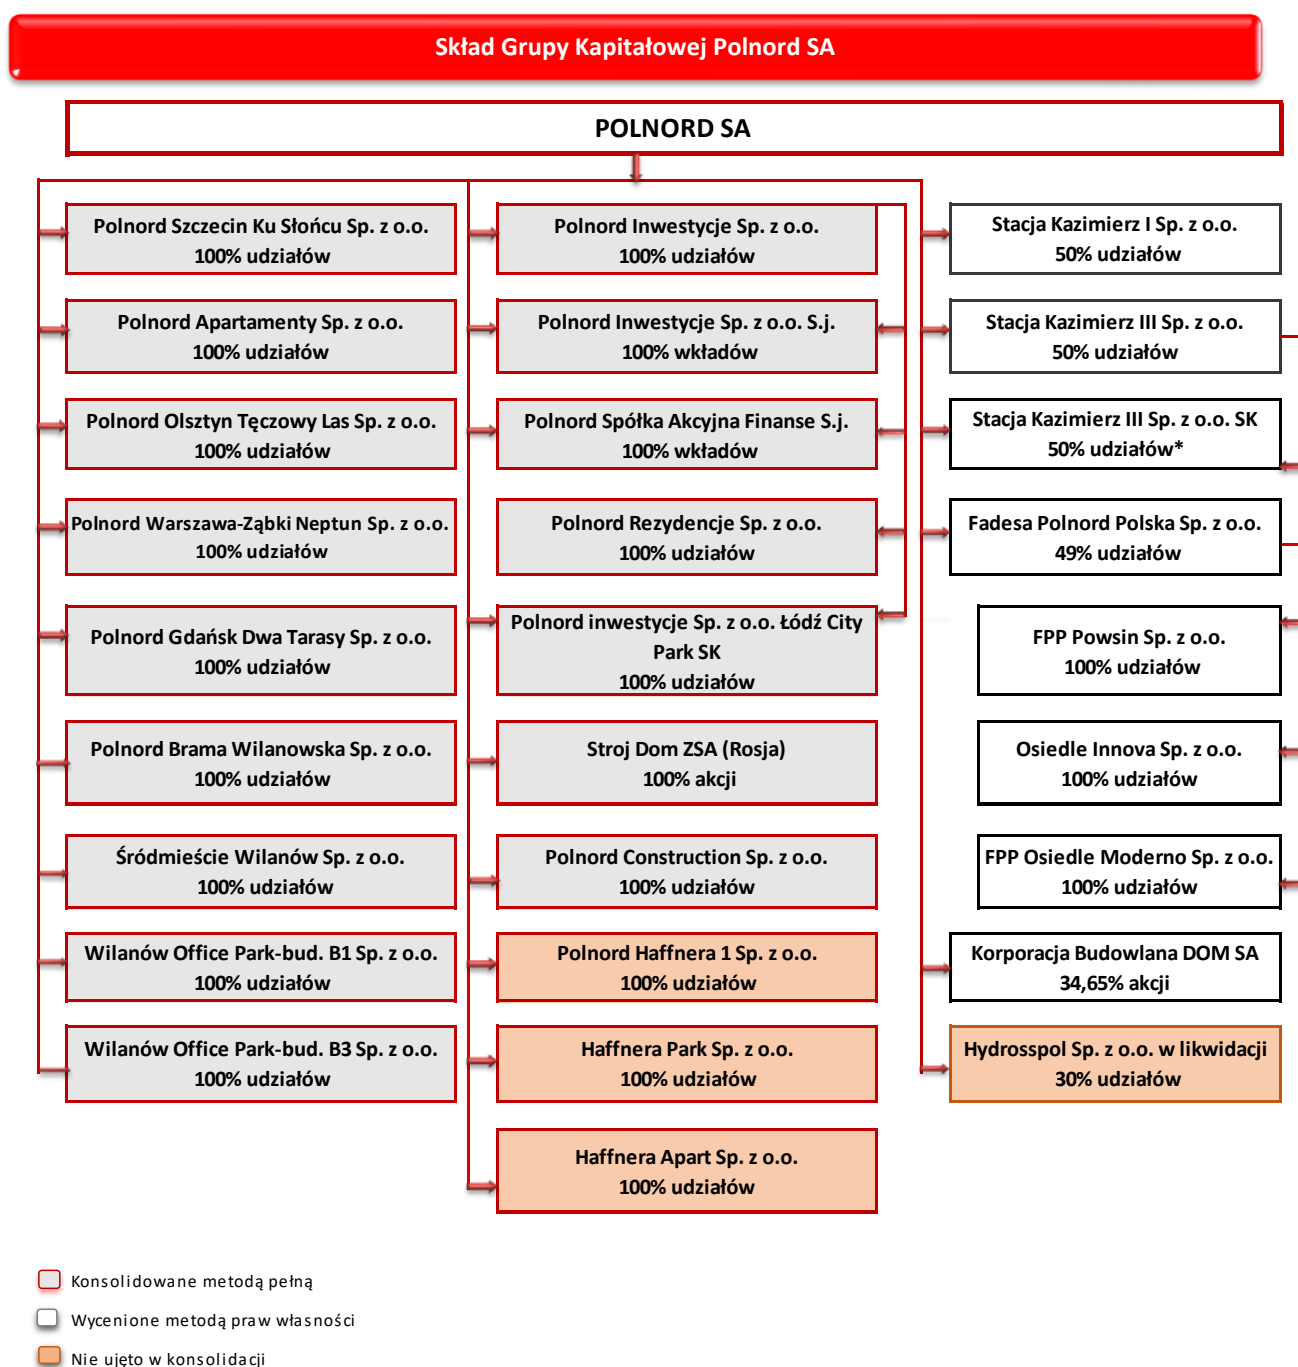 Skład Grupy Kapitałowej Polnord SA
POLNORD SA
Polnord Szczecin Ku Słońcu Sp. z o.o.
100% udziałów
Polnord Apartamenty Sp. z o.o.
100% udziałów
Polnord Olsztyn Tęczowy Las Sp. z o.o.
100% udziałów
Polnord Warszawa-Ząbki Neptun Sp. z o.o.
100% udziałów
Polnord Gdańsk Dwa Tarasy Sp. z o.o.
100% udziałów
Polnord Brama Wilanowska Sp. z o.o.
100% udziałów
Śródmieście Wilanów Sp. z o.o.
100% udziałów
Wilanów Office Park-bud. B1 Sp. z o.o.
100% udziałów
Wilanów Office Park-bud. B3 Sp. z o.o.
100% udziałów
Polnord Inwestycje Sp. z o.o.
100% udziałów
Polnord Inwestycje Sp. z o.o. S.j.
100% wkładów
Polnord Spółka Akcyjna Finanse S.j.
100% wkładów
Polnord Rezydencje Sp. z o.o.
100% udziałów
Polnord inwestycje Sp. z o.o. Łódź City
Park SK
100% udziałów
Stroj Dom ZSA (Rosja)
100% akcji
Polnord Construction Sp. z o.o.
100% udziałów
Polnord Haffnera 1 Sp. z o.o.
100% udziałów
Haffnera Park Sp. z o.o.
100% udziałów
Haffnera Apart Sp. z o.o.
100% udziałów
Stacja Kazimierz I Sp. z o.o.
50% udziałów
Stacja Kazimierz III Sp. z o.o.
50% udziałów
Stacja Kazimierz III Sp. z o.o. SK
50% udziałów*
Fadesa Polnord Polska Sp. z o.o.
49% udziałów
FPP Powsin Sp. z o.o.
100% udziałów
Osiedle Innova Sp. z o.o.
100% udziałów
FPP Osiedle Moderno Sp. z o.o.
100% udziałów
Korporacja Budowlana DOM SA
34,65% akcji
Hydrosspol Sp. z o.o. w likwidacji
30% udziałów
Konsolidowane metodą pełną
Wycenione metodą praw własności
Nie ujęto w konsolidacji